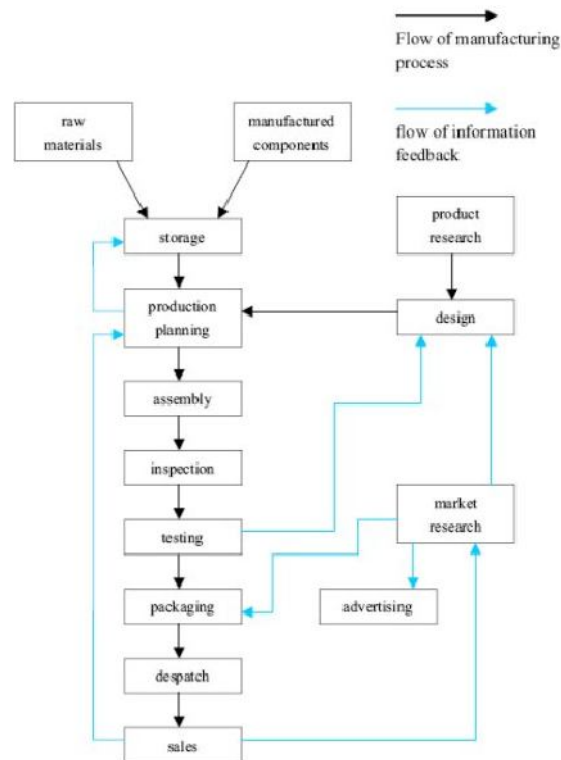 Flow of manufacturing
process
flow of information
feedback
raw
materials
manufactured
components
storage
product
research
production
planning
design
assembly
inspection
testing
market
research
packaging
advertising
despatch
sales